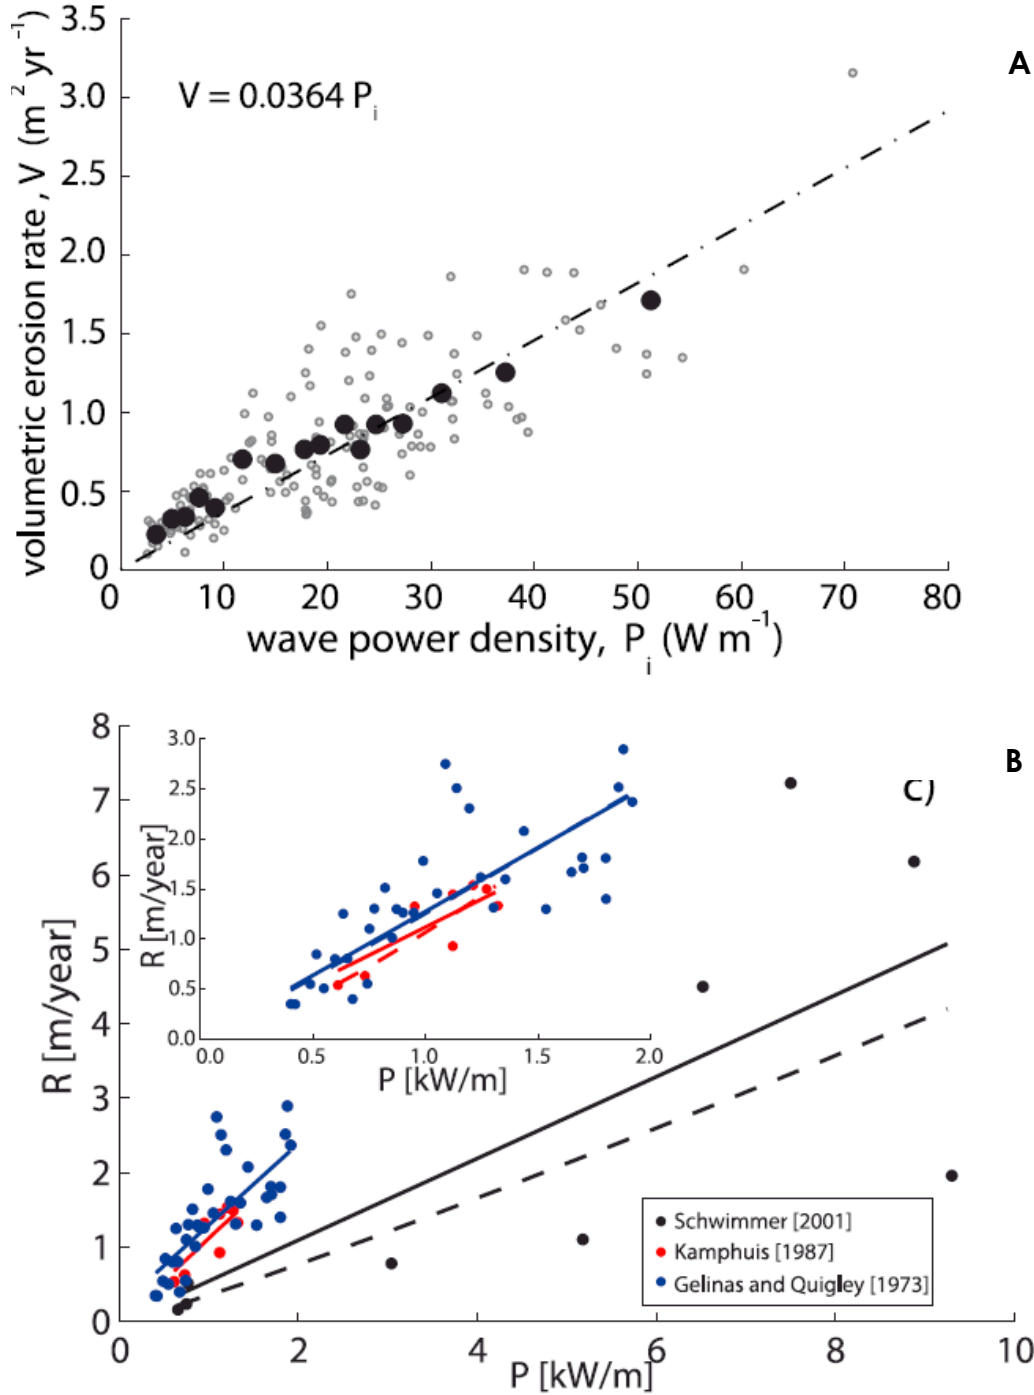 A
V = 0.0364 Pi
volumetric erosion rate , V (m² yr⁻¹)
3.5
3.0
2.5
2.0
1.5
1.0
0.5
0
0 10 20 30 40 50 60 70 80
wave power density, Pi (W m⁻¹)
B
C)
R [m/year]
8
7
6
5
4
3
2
1
0
R [m/year]
3.0
2.5
2.0
1.5
1.0
0.5
0.0
0.0 0.5 1.0 1.5 2.0
P [kW/m]
Schwimmer [2001]
Kamphuis [1987]
Gelinas and Quigley [1973]
0 2 4 6 8 10
P [kW/m]